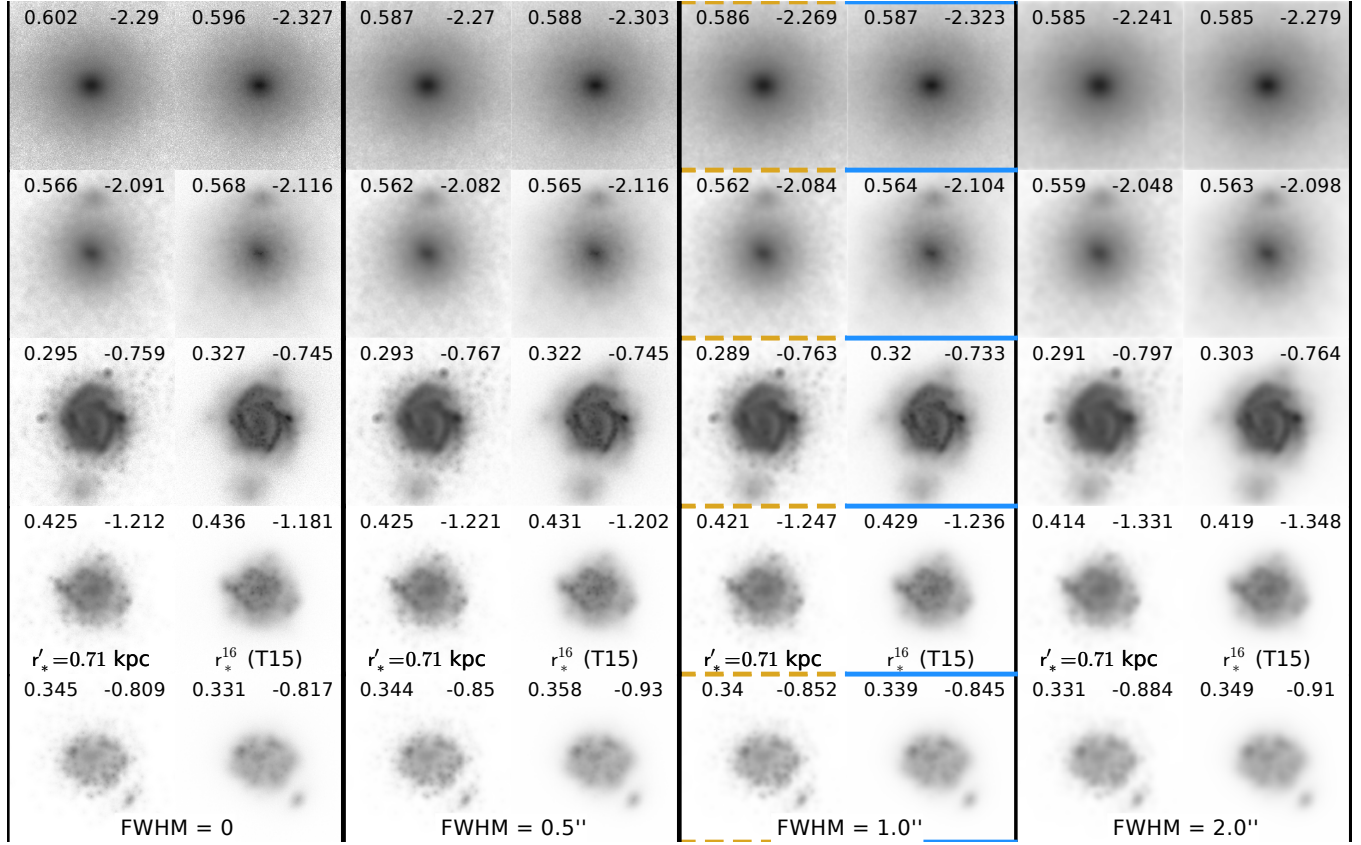 0.602 -2.29 0.596 -2.327 0.587 -2.27 0.588 -2.303 0.586 -2.269 0.587 -2.323 0.585 -2.241 0.585 -2.279
0.566 -2.091 0.568 -2.116 0.562 -2.082 0.565 -2.116 0.562 -2.084 0.564 -2.104 0.559 -2.048 0.563 -2.098
0.295 -0.759 0.327 -0.745 0.293 -0.767 0.322 -0.745 0.289 -0.763 0.32 -0.733 0.291 -0.797 0.303 -0.764
0.425 -1.212 0.436 -1.181 0.425 -1.221 0.431 -1.202 0.421 -1.247 0.429 -1.236 0.414 -1.331 0.419 -1.348
r′* =0.71 kpc r*¹⁶ (T15) r′* =0.71 kpc r*¹⁶ (T15) r′* =0.71 kpc r*¹⁶ (T15) r′* =0.71 kpc r*¹⁶ (T15)
0.345 -0.809 0.331 -0.817 0.344 -0.85 0.358 -0.93 0.34 -0.852 0.339 -0.845 0.331 -0.884 0.349 -0.91
FWHM = 0 FWHM = 0.5'' FWHM = 1.0'' FWHM = 2.0''